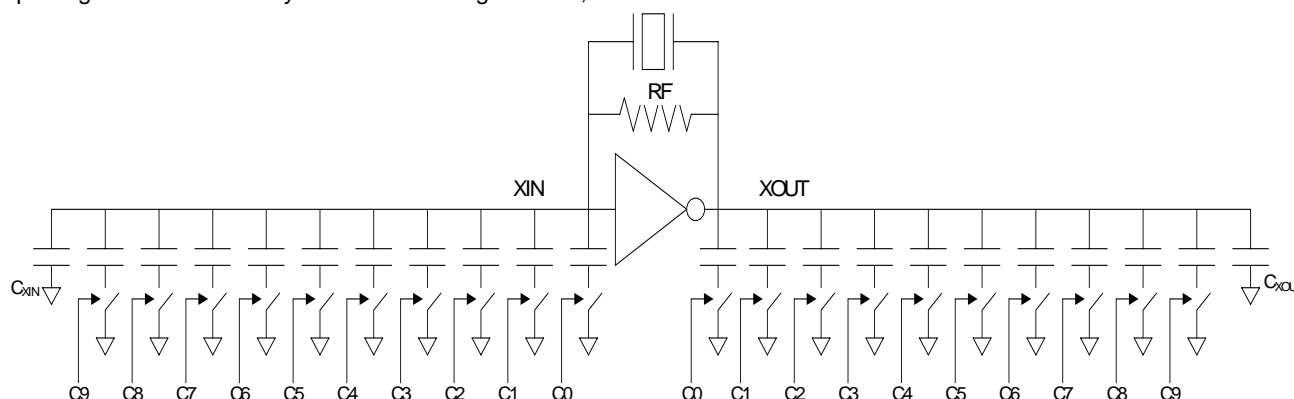 RF
XIN XOUT
CXIN CXOU
C9 C8 C7 C6 C5 C4 C3 C2 C1 C0 C0 C1 C2 C3 C4 C5 C6 C7 C8 C9